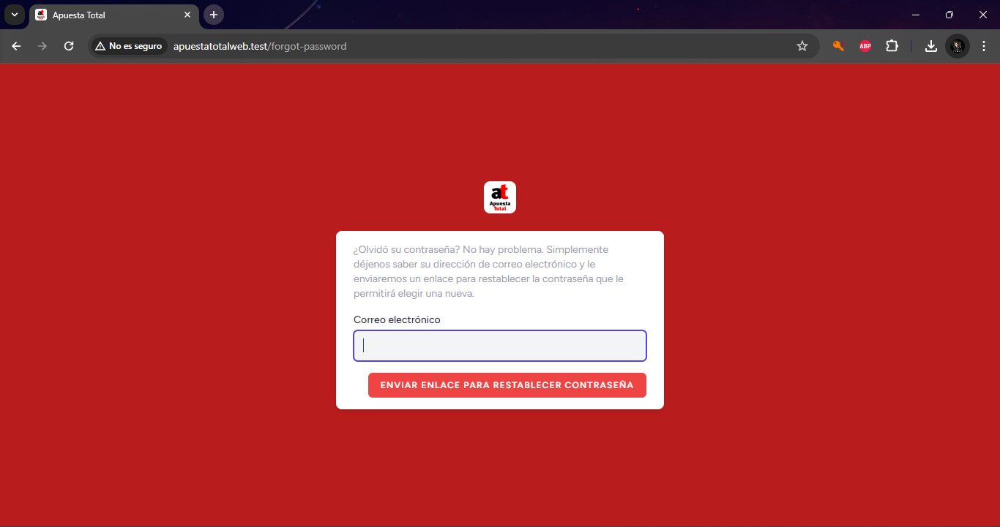 Apuesta Total
No es seguro
apuestatotalweb.test/forgot-password
ABP
at
Apuesta
Total
¿Olvidó su contraseña? No hay problema. Simplemente
déjenos saber su dirección de correo electrónico y le
enviaremos un enlace para restablecer la contraseña que le
permitirá elegir una nueva.
Correo electrónico
ENVIAR ENLACE PARA RESTABLECER CONTRASEÑA